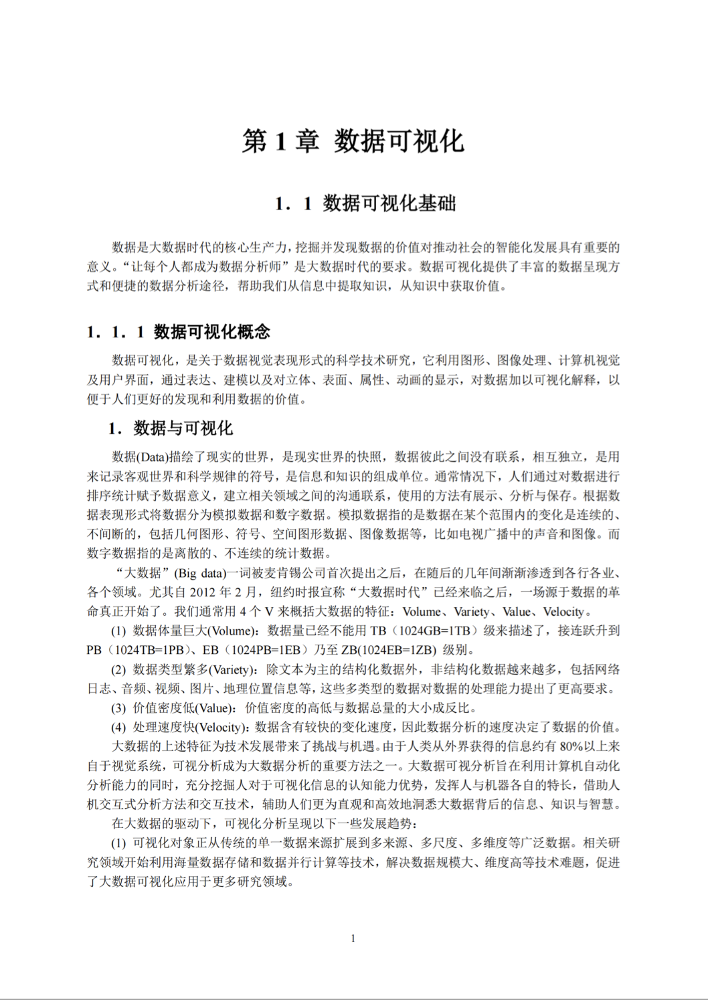 第 1 章 数据可视化
1．1 数据可视化基础
数据是大数据时代的核心生产力，挖掘并发现数据的价值对推动社会的智能化发展具有重要的
意义。“让每个人都成为数据分析师”是大数据时代的要求。数据可视化提供了丰富的数据呈现方
式和便捷的数据分析途径，帮助我们从信息中提取知识，从知识中获取价值。
1．1．1 数据可视化概念
数据可视化，是关于数据视觉表现形式的科学技术研究，它利用图形、图像处理、计算机视觉
及用户界面，通过表达、建模以及对立体、表面、属性、动画的显示，对数据加以可视化解释，以
便于人们更好的发现和利用数据的价值。
1．数据与可视化
数据(Data)描绘了现实的世界，是现实世界的快照，数据彼此之间没有联系，相互独立，是用
来记录客观世界和科学规律的符号，是信息和知识的组成单位。通常情况下，人们通过对数据进行
排序统计赋予数据意义，建立相关领域之间的沟通联系，使用的方法有展示、分析与保存。根据数
据表现形式将数据分为模拟数据和数字数据。模拟数据指的是数据在某个范围内的变化是连续的、
不间断的，包括几何图形、符号、空间图形数据、图像数据等，比如电视广播中的声音和图像。而
数字数据指的是离散的、不连续的统计数据。
“大数据”(Big data)一词被麦肯锡公司首次提出之后，在随后的几年间渐渐渗透到各行各业、
各个领域。尤其自 2012 年 2 月，纽约时报宣称“大数据时代”已经来临之后，一场源于数据的革
命真正开始了。我们通常用 4 个 V 来概括大数据的特征：Volume、Variety、Value、Velocity。
(1) 数据体量巨大(Volume)：数据量已经不能用 TB（1024GB=1TB）级来描述了，接连跃升到
PB（1024TB=1PB）、EB（1024PB=1EB）乃至 ZB(1024EB=1ZB) 级别。
(2) 数据类型繁多(Variety)：除文本为主的结构化数据外，非结构化数据越来越多，包括网络
日志、音频、视频、图片、地理位置信息等，这些多类型的数据对数据的处理能力提出了更高要求。
(3) 价值密度低(Value)：价值密度的高低与数据总量的大小成反比。
(4) 处理速度快(Velocity)：数据含有较快的变化速度，因此数据分析的速度决定了数据的价值。
大数据的上述特征为技术发展带来了挑战与机遇。由于人类从外界获得的信息约有 80%以上来
自于视觉系统，可视分析成为大数据分析的重要方法之一。大数据可视分析旨在利用计算机自动化
分析能力的同时，充分挖掘人对于可视化信息的认知能力优势，发挥人与机器各自的特长，借助人
机交互式分析方法和交互技术，辅助人们更为直观和高效地洞悉大数据背后的信息、知识与智慧。
在大数据的驱动下，可视化分析呈现以下一些发展趋势：
(1) 可视化对象正从传统的单一数据来源扩展到多来源、多尺度、多维度等广泛数据。相关研
究领域开始利用海量数据存储和数据并行计算等技术，解决数据规模大、维度高等技术难题，促进
了大数据可视化应用于更多研究领域。
1